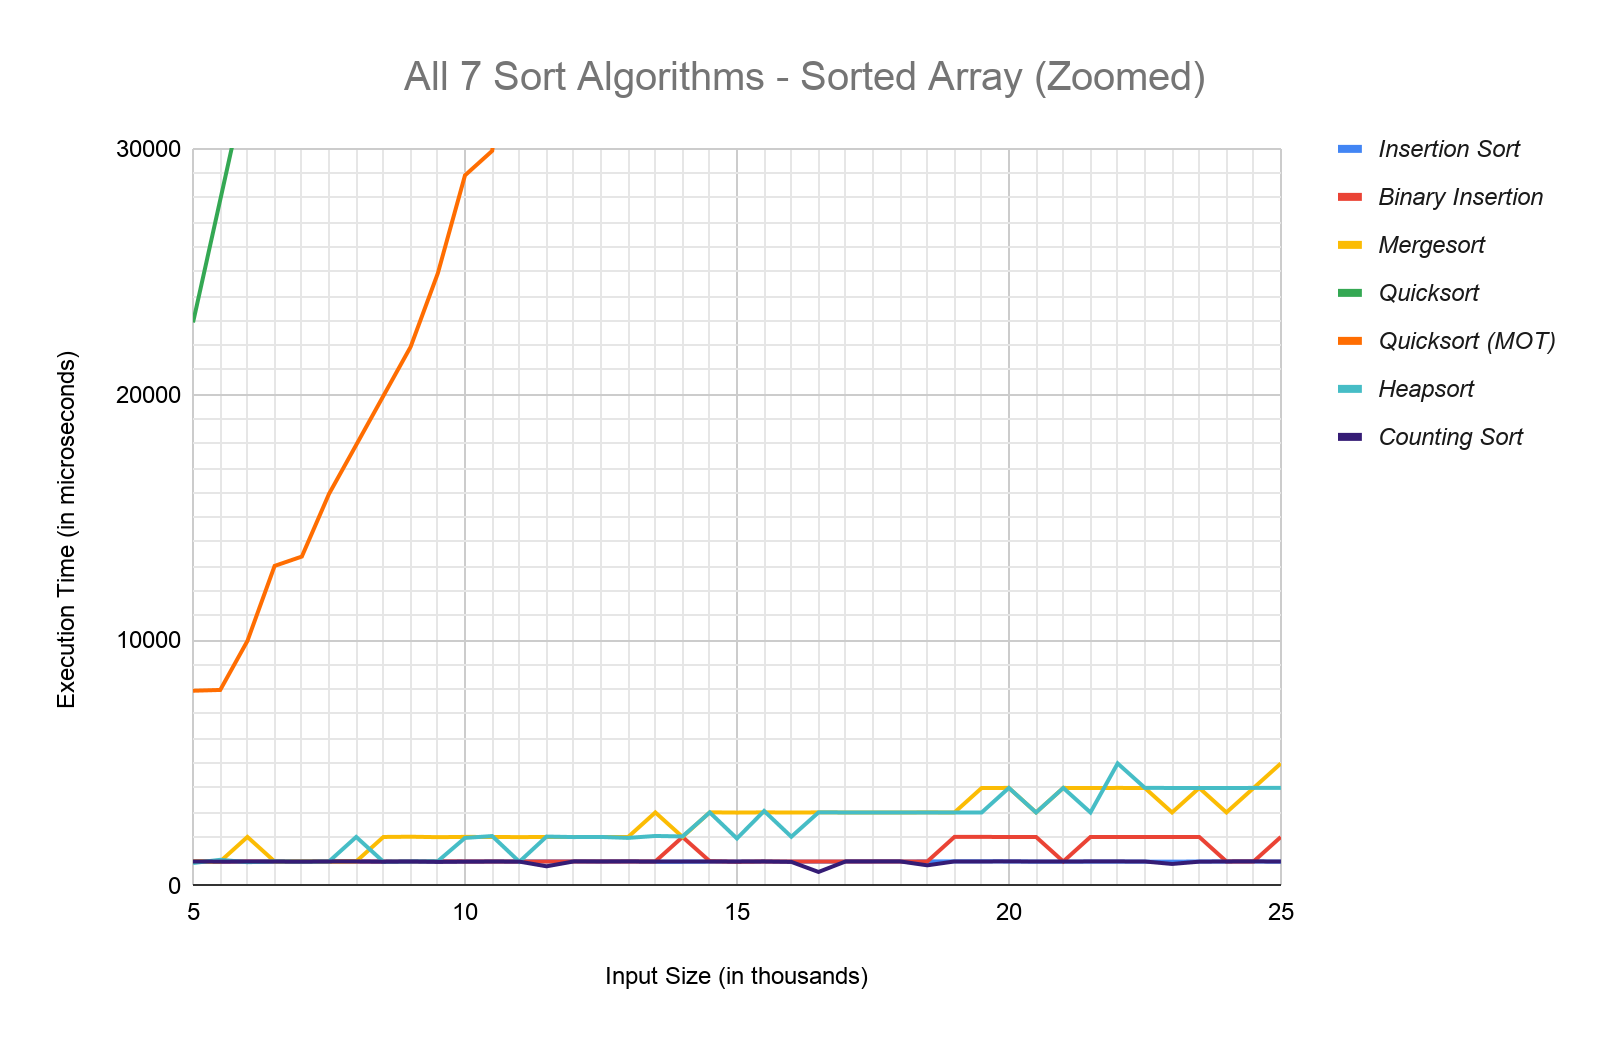 All 7 Sort Algorithms - Sorted Array (Zoomed)
30000
20000
10000
0
5
10
15
20
25
Execution Time (in microseconds)
Input Size (in thousands)
Insertion Sort
Binary Insertion
Mergesort
Quicksort
Quicksort (MOT)
Heapsort
Counting Sort